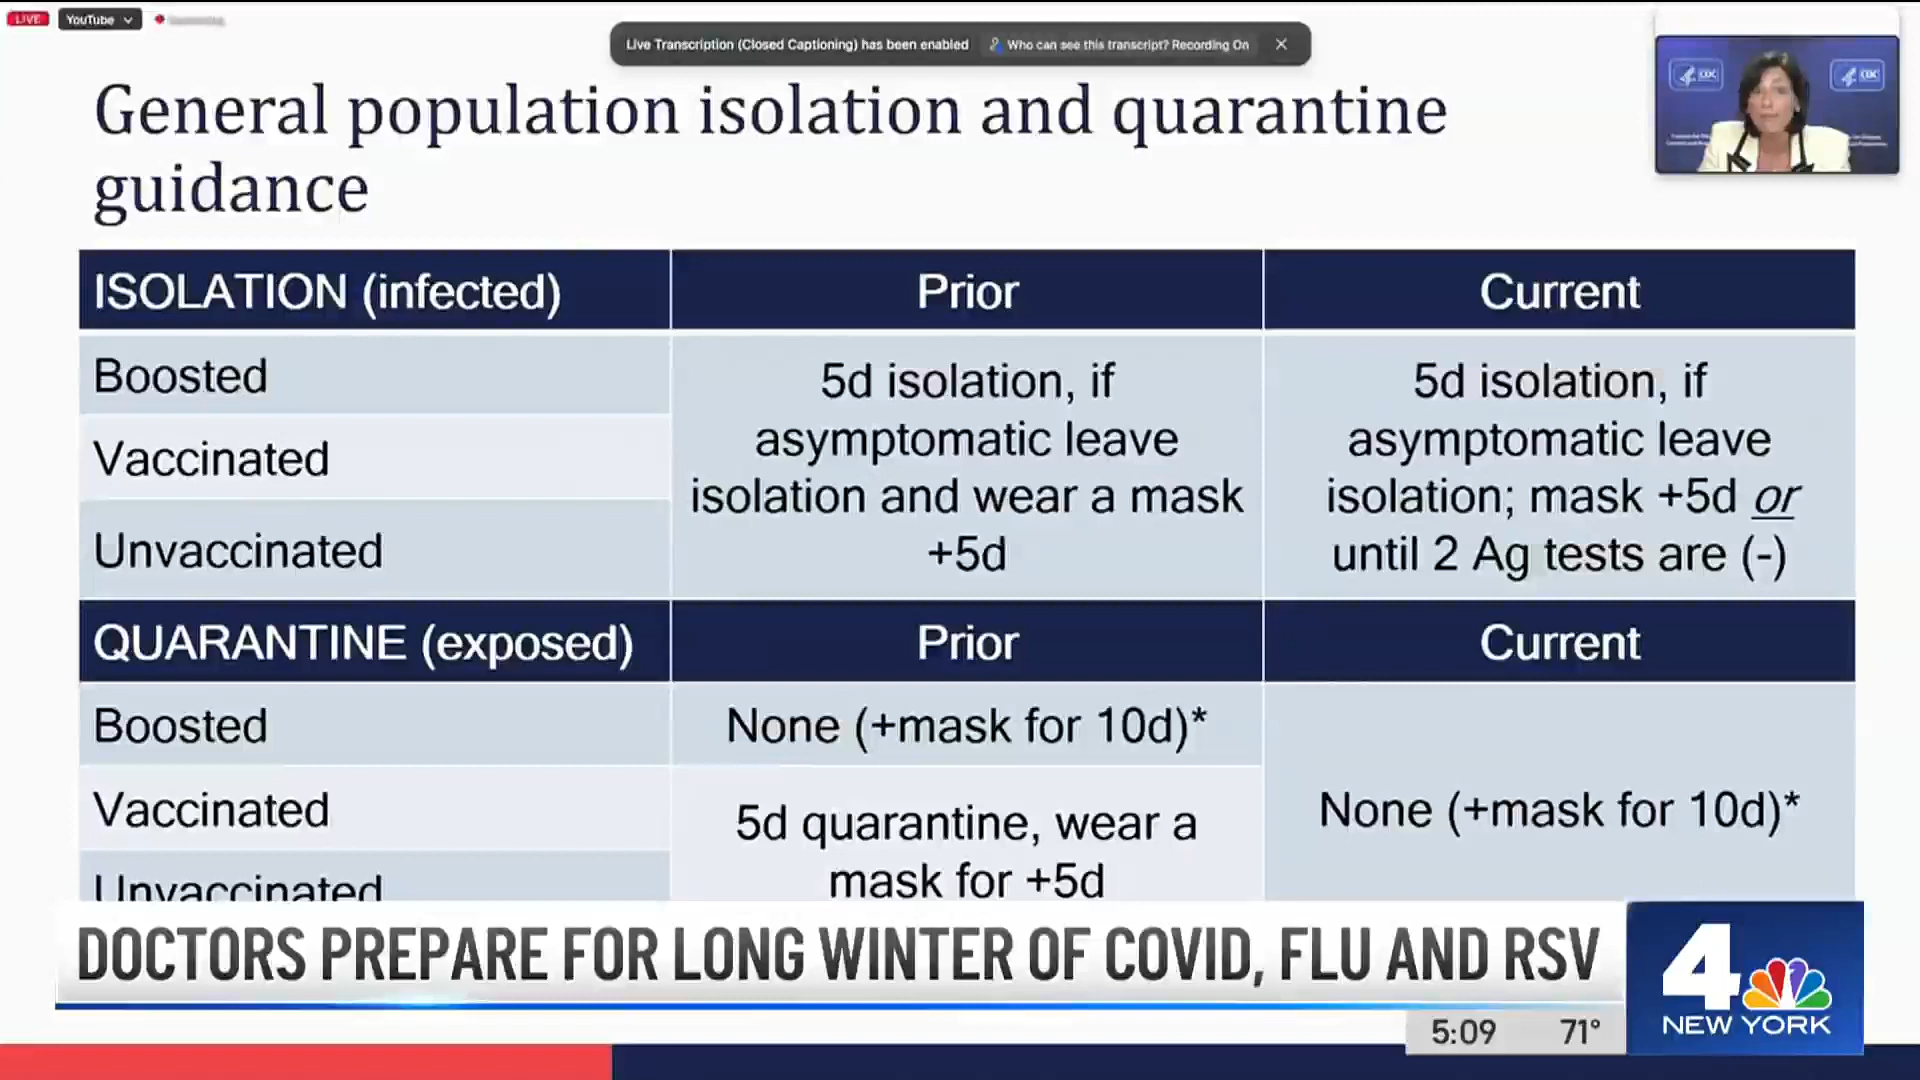 LIVE
YouTube
Live Transcription (Closed Captioning) has been enabled
Who can see this transcript? Recording On
General population isolation and quarantine
guidance
CDC
CDC
ISOLATION (infected)
Prior
Current
Boosted
Vaccinated
Unvaccinated
5d isolation, if
asymptomatic leave
isolation and wear a mask
+5d
5d isolation, if
asymptomatic leave
isolation; mask +5d or
until 2 Ag tests are (-)
QUARANTINE (exposed)
Prior
Current
Boosted
None (+mask for 10d)*
Vaccinated
Unvaccinated
5d quarantine, wear a
mask for +5d
None (+mask for 10d)*
DOCTORS PREPARE FOR LONG WINTER OF COVID, FLU AND RSV
4
NEW YORK
5:09
71°